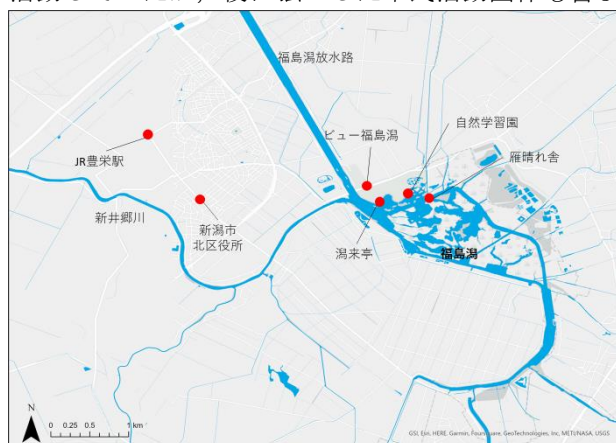 福島潟放水路
自然学習園
ビュー福島潟
雁晴れ舎
JR豊栄駅
新井郷川
新潟市
北区役所
潟来亭
福島潟
N
0 0.25 0.5 1 km
GSI, Esri, HERE, Garmin, Foursquare, GeoTechnologies, Inc, METI/NASA, USGS